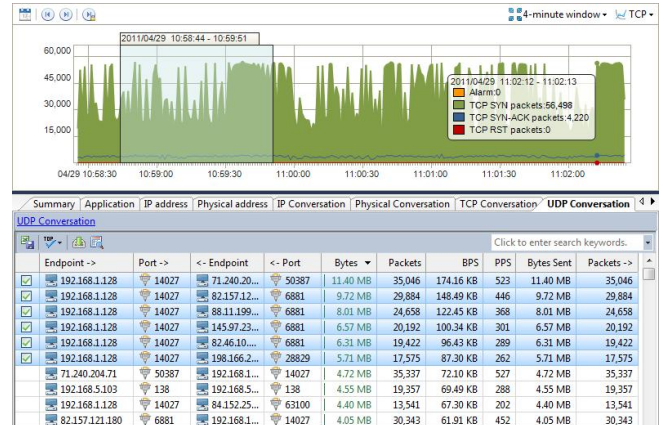 4-minute window TCP
2011/04/29 10:58:44 - 10:59:51
60,000
45,000
30,000
15,000
2011/04/29 11:02:12 - 11:02:13
Alarm:0
TCP SYN packets:56,498
TCP SYN-ACK packets:4,220
TCP RST packets:0
04/29 10:58:30 10:59:00 10:59:30 11:00:00 11:00:30 11:01:00 11:01:30 11:02:00
Summary Application IP address Physical address IP Conversation Physical Conversation TCP Conversation UDP Conversation
UDP Conversation
Click to enter search keywords.
Endpoint -> Port -> <- Endpoint <- Port Bytes Packets BPS PPS Bytes Sent Packets ->
192.168.1.128 14027 71.240.20... 50387 11.40 MB 35,046 174.16 KB 523 11.40 MB 35,046
192.168.1.128 14027 82.157.12... 6881 9.72 MB 29,884 148.49 KB 446 9.72 MB 29,884
192.168.1.128 14027 88.11.199... 6881 8.01 MB 24,658 122.45 KB 368 8.01 MB 24,658
192.168.1.128 14027 145.97.23... 6881 6.57 MB 20,192 100.34 KB 301 6.57 MB 20,192
192.168.1.128 14027 82.46.10.... 6881 6.31 MB 19,422 96.43 KB 289 6.31 MB 19,422
192.168.1.128 14027 198.166.2... 28829 5.71 MB 17,575 87.30 KB 262 5.71 MB 17,575
71.240.204.71 50387 192.168.1... 14027 4.72 MB 35,337 72.10 KB 527 4.72 MB 35,337
192.168.5.103 138 192.168.5... 138 4.55 MB 19,357 69.49 KB 288 4.55 MB 19,357
192.168.1.128 14027 84.152.25... 63100 4.40 MB 13,541 67.30 KB 202 4.40 MB 13,541
82.157.121.180 6881 192.168.1... 14027 4.05 MB 30,343 61.91 KB 452 4.05 MB 30,343